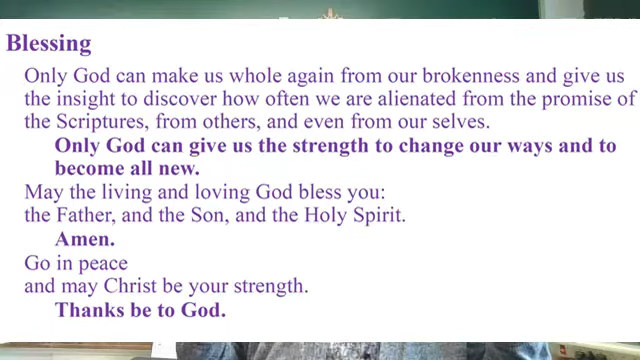 Blessing
Only God can make us whole again from our brokenness and give us
the insight to discover how often we are alienated from the promise of
the Scriptures, from others, and even from our selves.
Only God can give us the strength to change our ways and to
become all new.
May the living and loving God bless you:
the Father, and the Son, and the Holy Spirit.
Amen.
Go in peace
and may Christ be your strength.
Thanks be to God.